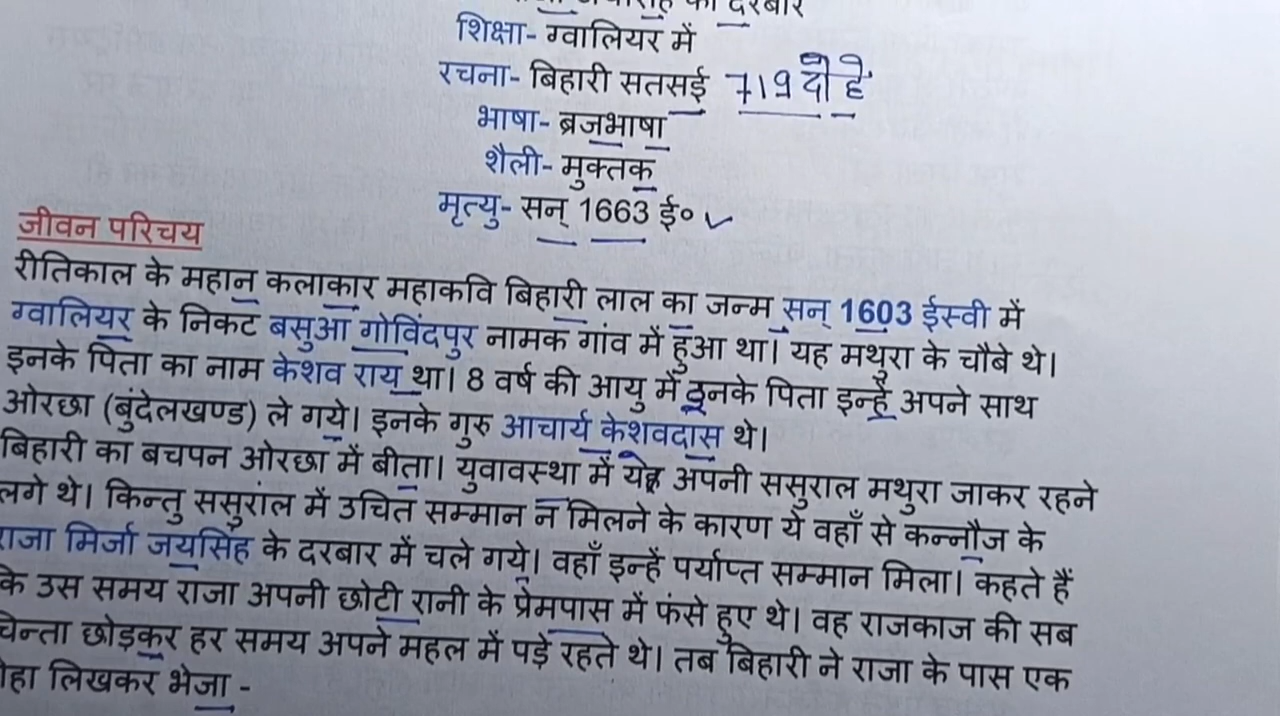 दरबार
शिक्षा- ग्वालियर में
रचना- बिहारी सतसई 719 दोहे
भाषा- ब्रजभाषा
शैली- मुक्तक
मृत्यु- सन् 1663 ई०
जीवन परिचय
रीतिकाल के महान कलाकार महाकवि बिहारी लाल का जन्म सन् 1603 ईस्वी में
ग्वालियर के निकट बसुआ गोविंदपुर नामक गांव में हुआ था। यह मथुरा के चौबे थे।
इनके पिता का नाम केशव राय था। 8 वर्ष की आयु में इनके पिता इन्हें अपने साथ
ओरछा (बुंदेलखण्ड) ले गये। इनके गुरु आचार्य केशवदास थे।
बिहारी का बचपन ओरछा में बीता। युवावस्था में ये अपनी ससुराल मथुरा जाकर रहने
लगे थे। किन्तु ससुरांल में उचित सम्मान न मिलने के कारण ये वहाँ से कन्नौज के
राजा मिर्जा जयसिंह के दरबार में चले गये। वहाँ इन्हें पर्याप्त सम्मान मिला। कहते हैं
कि उस समय राजा अपनी छोटी रानी के प्रेमपास में फंसे हुए थे। वह राजकाज की सब
चिन्ता छोड़कर हर समय अपने महल में पड़े रहते थे। तब बिहारी ने राजा के पास एक
लिखकर भेजा -